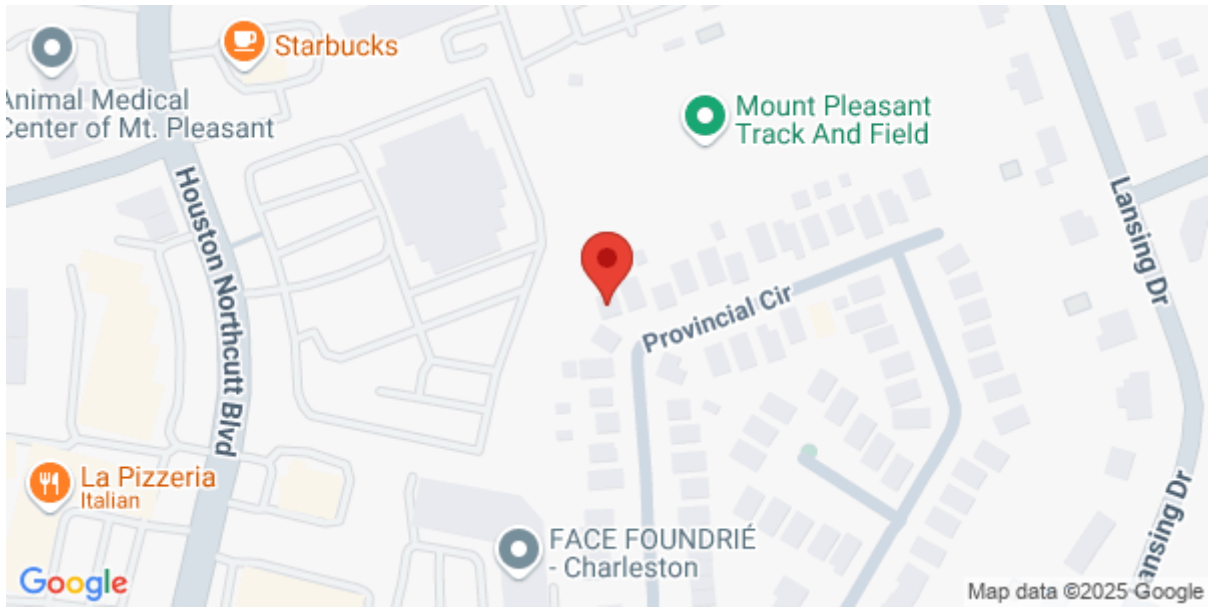 Starbucks
Animal Medical
Center of Mt. Pleasant
Mount Pleasant
Track And Field
Houston Northcutt Blvd
Lansing Dr
Provincial Cir
La Pizzeria
Italian
FACE FOUNDRIÉ
- Charleston
Lansing Dr
Google
Map data ©2025 Google